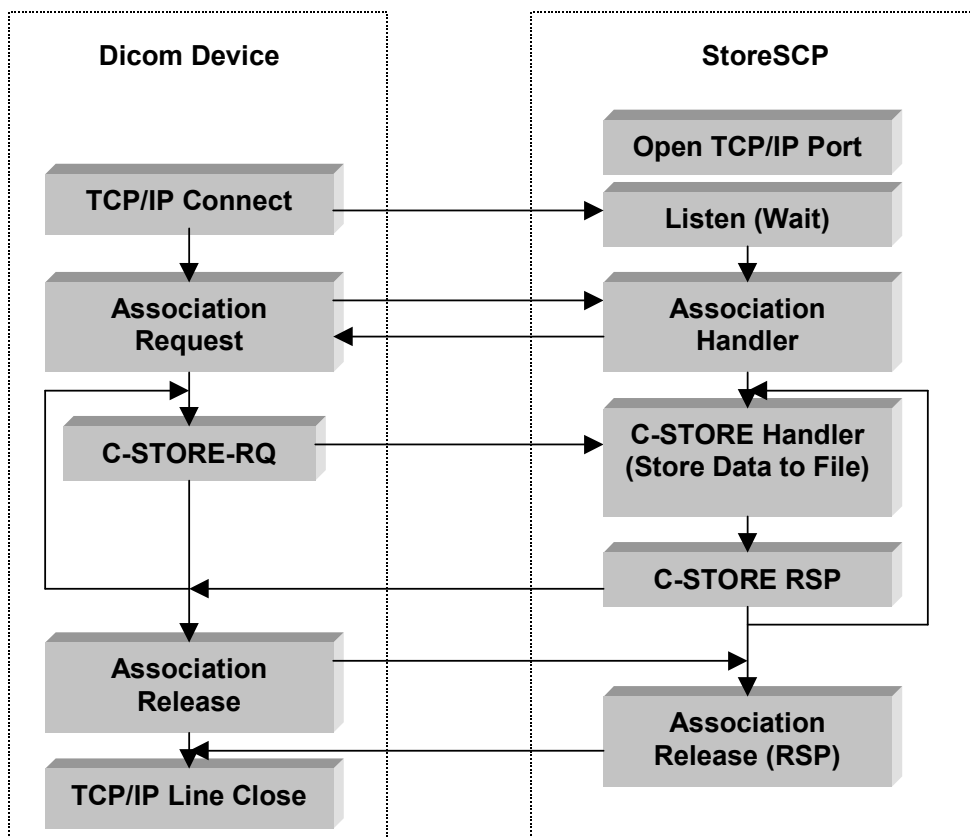 Dicom Device
TCP/IP Connect
Association
Request
C-STORE-RQ
Association
Release
TCP/IP Line Close
StoreSCP
Open TCP/IP Port
Listen (Wait)
Association
Handler
C-STORE Handler
(Store Data to File)
C-STORE RSP
Association
Release (RSP)